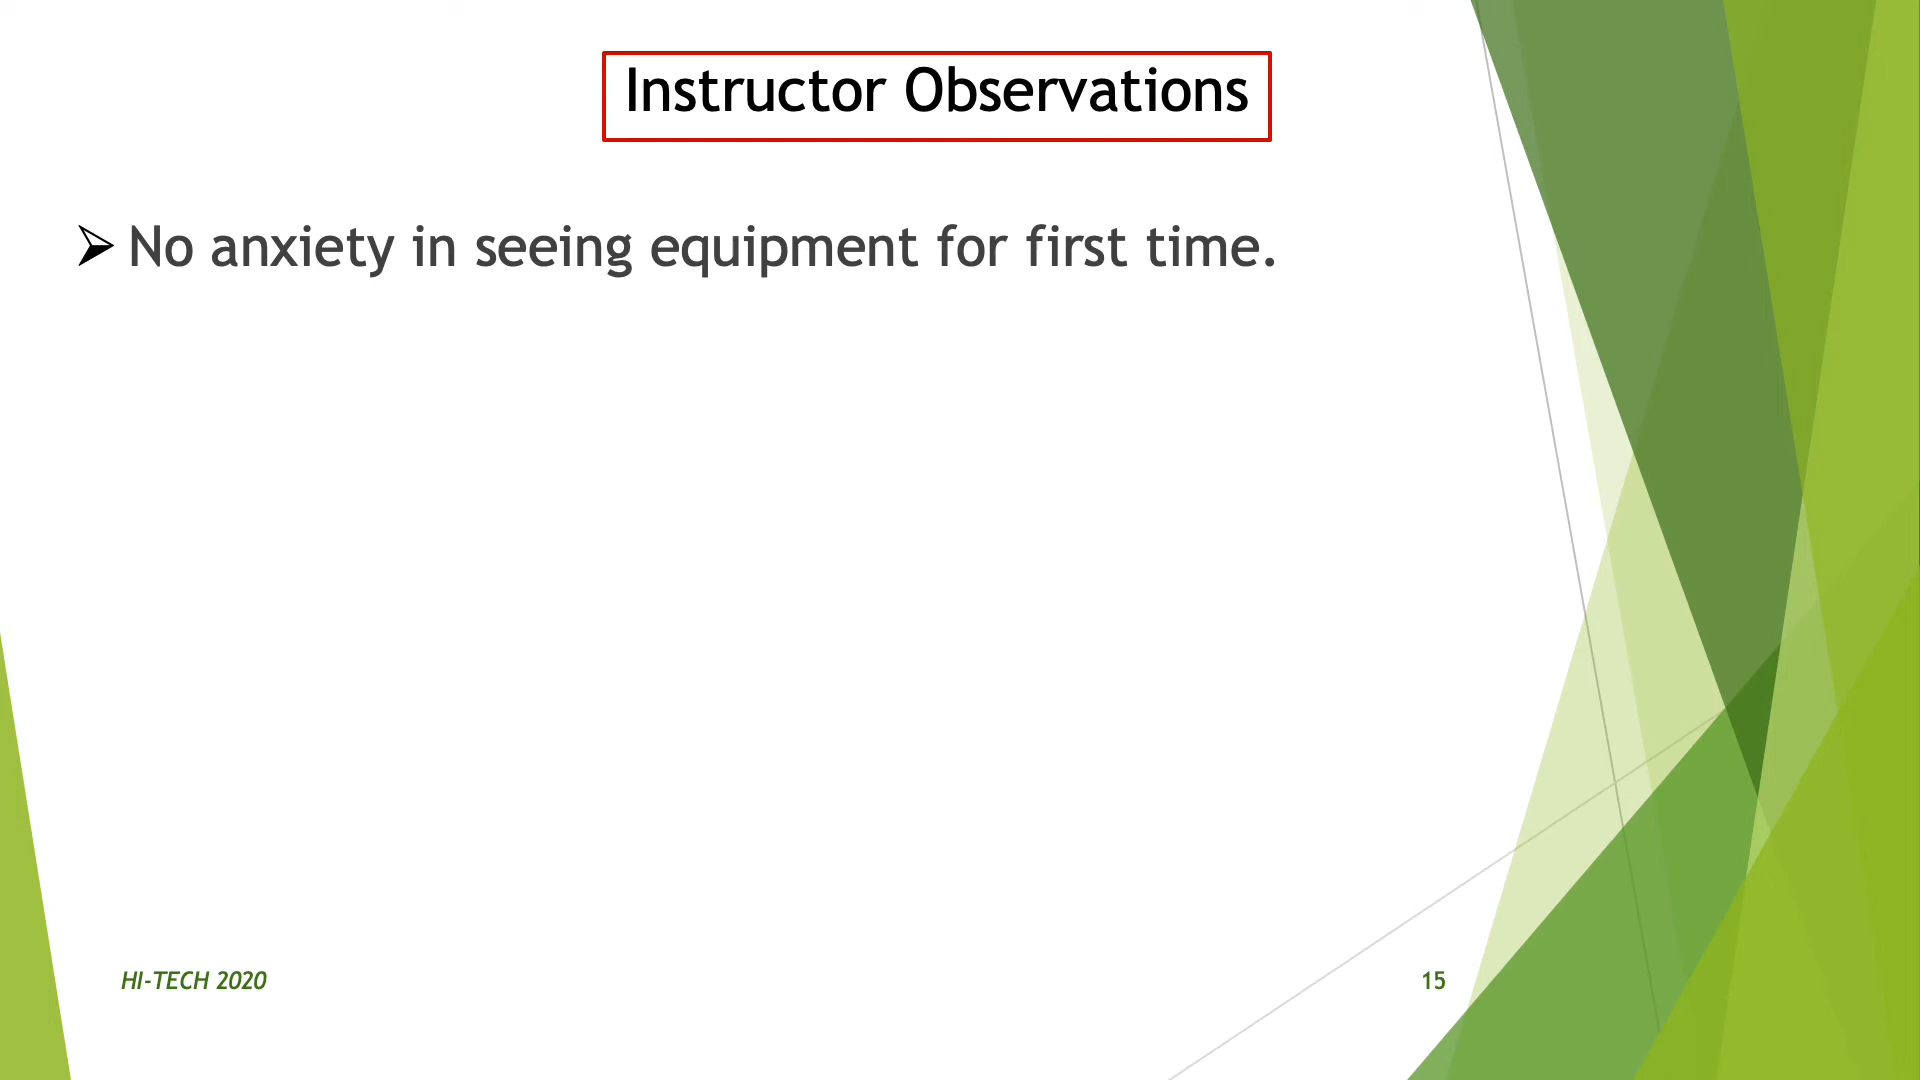 Instructor Observations
No anxiety in seeing equipment for first time.
HI-TECH 2020
15